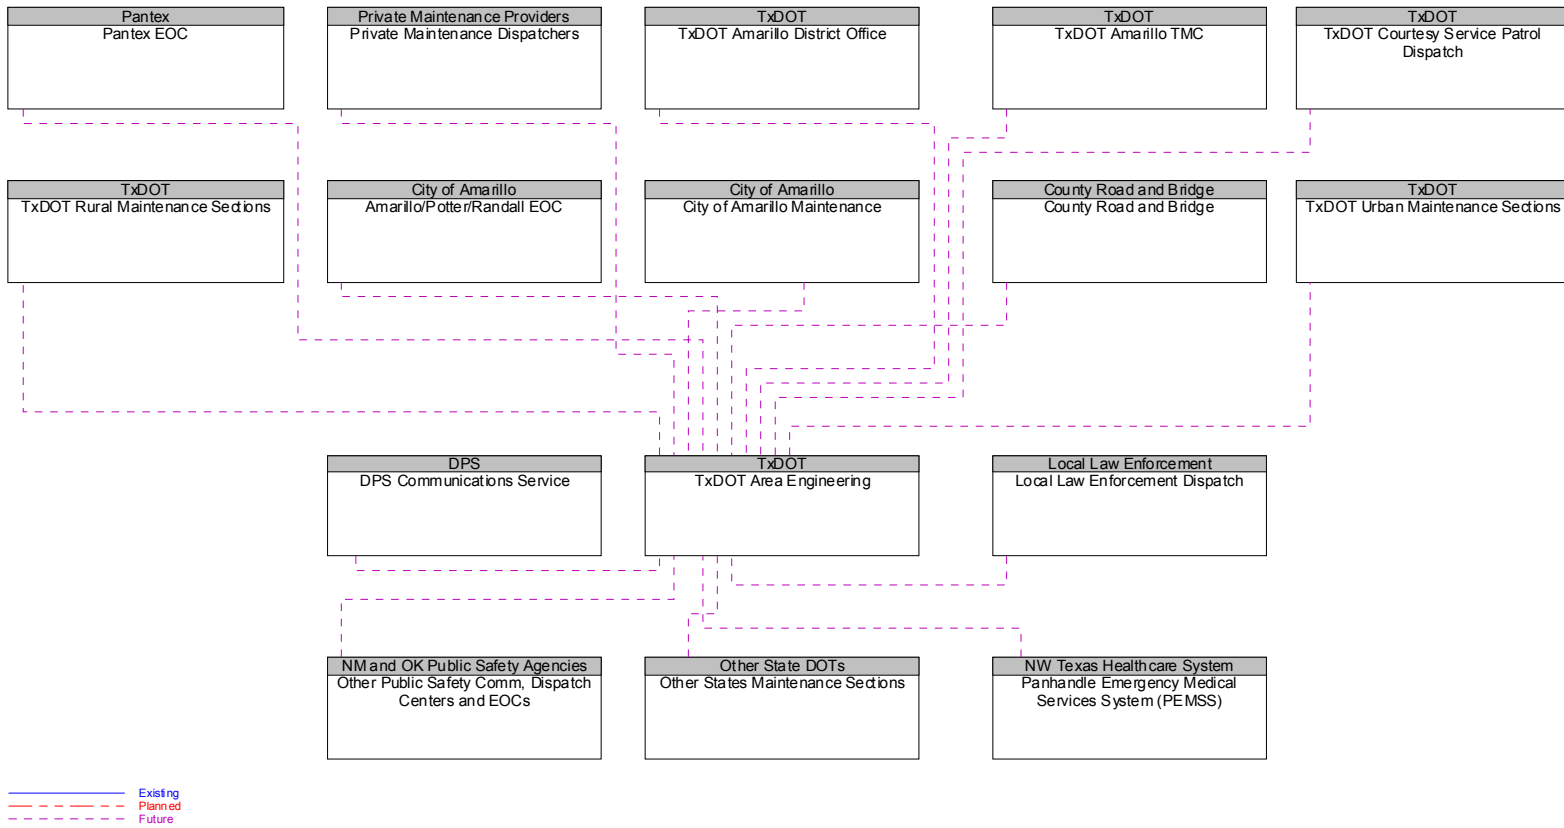 Pantex
Pantex EOC
Private Maintenance Providers
Private Maintenance Dispatchers
TxDOT
TxDOT Amarillo District Office
TxDOT
TxDOT Amarillo TMC
TxDOT
TxDOT Courtesy Service Patrol
Dispatch
TxDOT
TxDOT Rural Maintenance Sections
City of Amarillo
Amarillo/Potter/Randall EOC
City of Amarillo
City of Amarillo Maintenance
County Road and Bridge
County Road and Bridge
TxDOT
TxDOT Urban Maintenance Sections
DPS
DPS Communications Service
TxDOT
TxDOT Area Engineering
Local Law Enforcement
Local Law Enforcement Dispatch
NM and OK Public Safety Agencies
Other Public Safety Comm, Dispatch
Centers and EOCs
Other State DOTs
Other States Maintenance Sections
NW Texas Healthcare System
Panhandle Emergency Medical
Services System (PEMSS)
Existing
Planned
Future